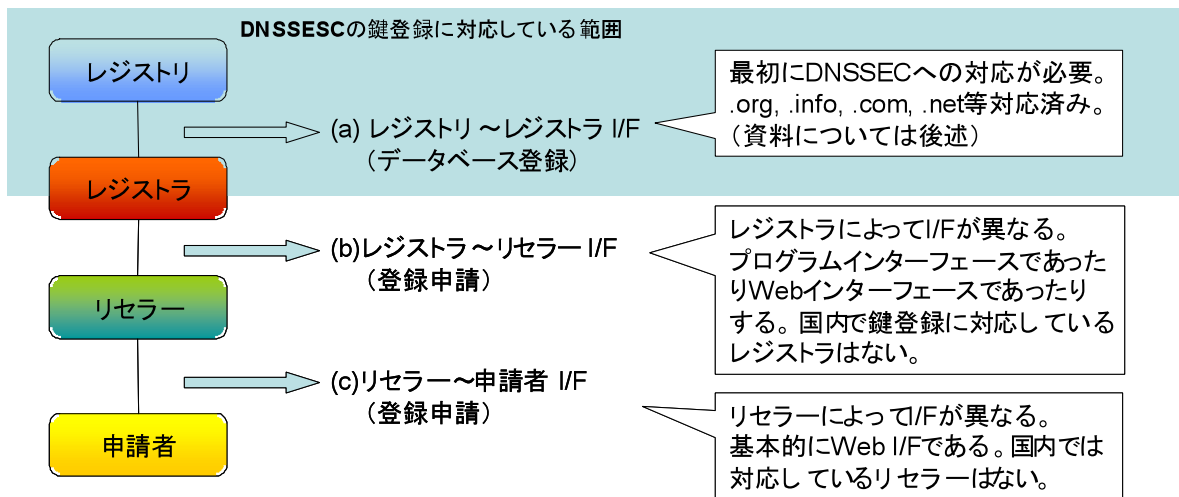 DNSSESCの鍵登録に対応している範囲
レジストリ
最初にDNSSECへの対応が必要。
.org, .info, .com, .net等対応済み。
（資料については後述）
(a) レジストリ～レジストラ I/F
（データベース登録）
レジストラ
(b)レジストラ～リセラー I/F
（登録申請）
レジストラによってI/Fが異なる。
プログラムインターフェースであった
りWebインターフェースであったり
する。国内で鍵登録に対応している
レジストラはない。
リセラー
(c)リセラー～申請者 I/F
（登録申請）
リセラーによってI/Fが異なる。
基本的にWeb I/Fである。国内では
対応しているリセラーはない。
申請者